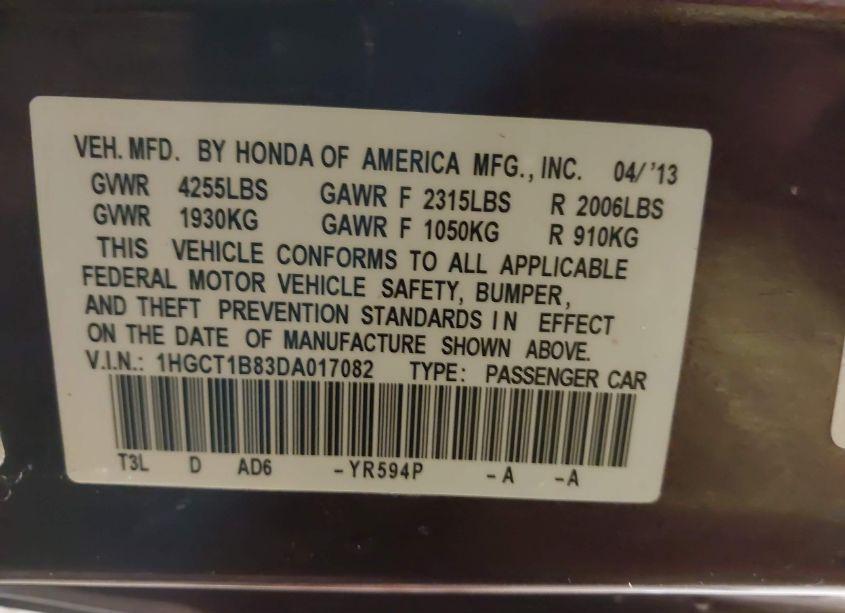 VEH. MFD. BY HONDA OF AMERICA MFG., INC. 04/ '13
GVWR 4255LBS GAWR F 2315LBS R 2006LBS
GVWR 1930KG GAWR F 1050KG R 910KG
THIS VEHICLE CONFORMS TO ALL APPLICABLE
FEDERAL MOTOR VEHICLE SAFETY, BUMPER,
AND THEFT PREVENTION STANDARDS IN EFFECT
ON THE DATE OF MANUFACTURE SHOWN ABOVE.
V.I.N.: 1HGCT1B83DA017082 TYPE: PASSENGER CAR
T3L D AD6 -YR594P -A -A